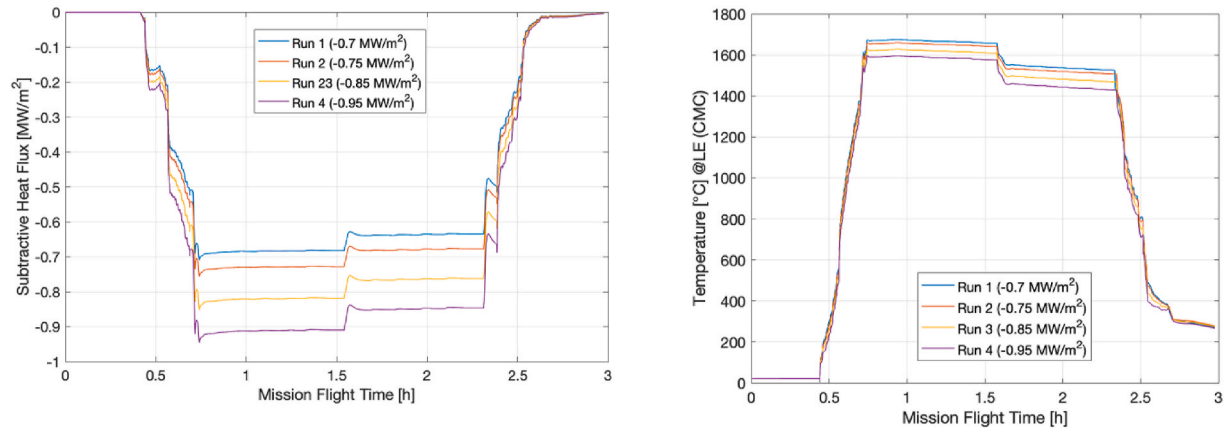 Subtractive Heat Flux [MW/m²]
0
-0.1
-0.2
-0.3
-0.4
-0.5
-0.6
-0.7
-0.8
-0.9
-1
Run 1 (-0.7 MW/m²)
Run 2 (-0.75 MW/m²)
Run 23 (-0.85 MW/m²)
Run 4 (-0.95 MW/m²)
0 0.5 1 1.5 2 2.5 3
Mission Flight Time [h]
Temperature [°C] @LE (CMC)
1800
1600
1400
1200
1000
800
600
400
200
0
Run 1 (-0.7 MW/m²)
Run 2 (-0.75 MW/m²)
Run 3 (-0.85 MW/m²)
Run 4 (-0.95 MW/m²)
0 0.5 1 1.5 2 2.5 3
Mission Flight Time [h]